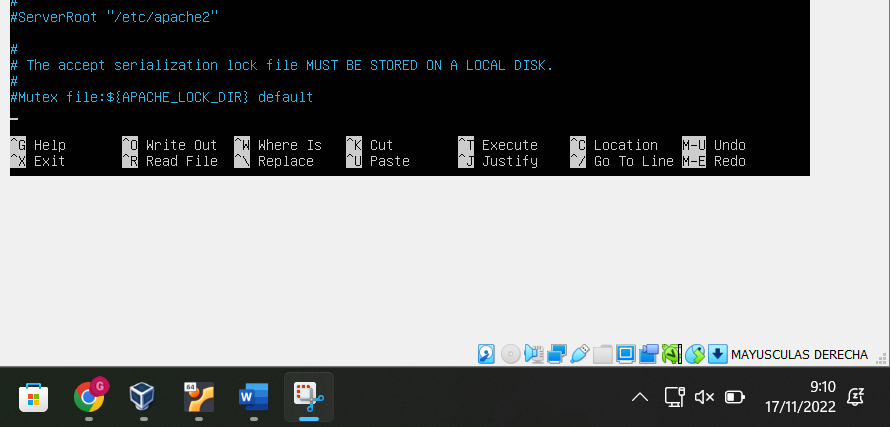 #
#ServerRoot "/etc/apache2"
#
# The accept serialization lock file MUST BE STORED ON A LOCAL DISK.
#
#Mutex file:${APACHE_LOCK_DIR} default
^G Help ^O Write Out ^W Where Is ^K Cut ^T Execute ^C Location M-U Undo
^X Exit ^R Read File ^\ Replace ^U Paste ^J Justify ^/ Go To Line M-E Redo
MAYUSCULAS DERECHA
G
64
W
9:10
17/11/2022